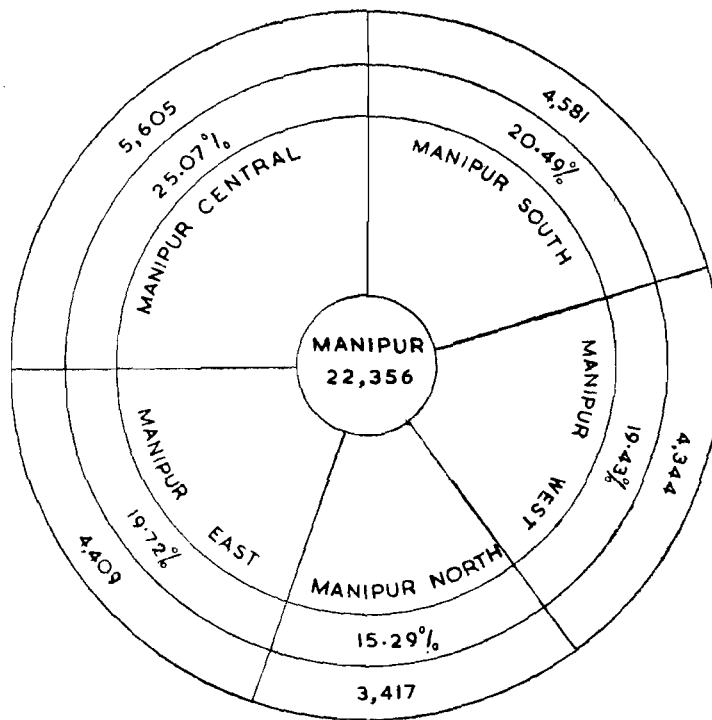 5,605
25.07%
MANIPUR CENTRAL
4,581
20.49%
MANIPUR SOUTH
MANIPUR
22,356
MANIPUR WEST
19.43%
4,344
MANIPUR EAST
19.72%
4,409
MANIPUR NORTH
15.29%
3,417